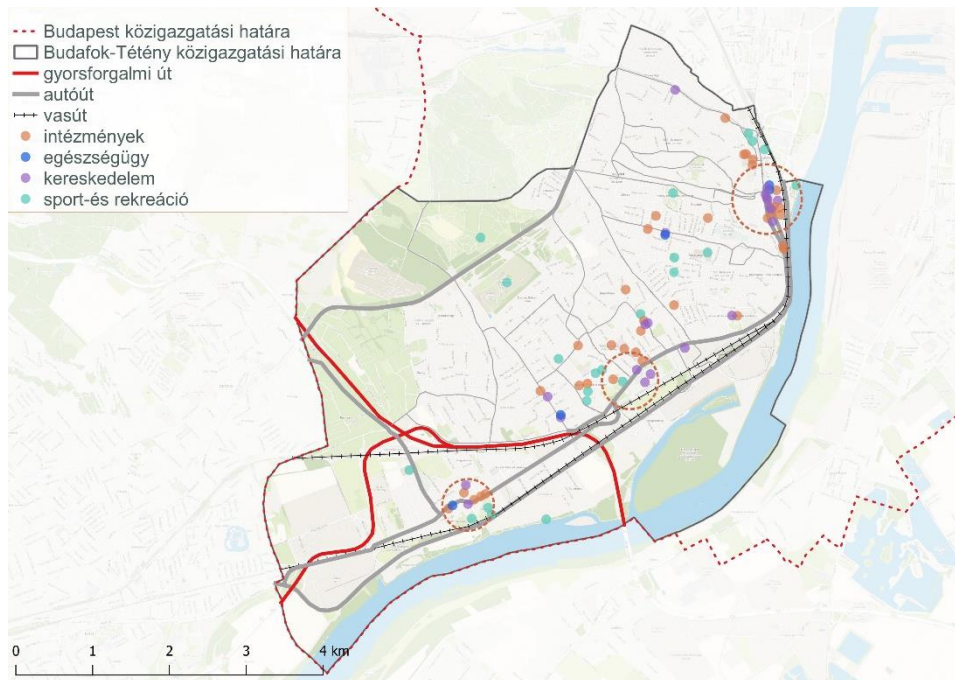 Budapest közigazgatási határa
Budafok-Tétény közigazgatási határa
gyorsforgalmi út
autóút
vasút
intézmények
egészségügy
kereskedelem
sport-és rekreáció
0 1 2 3 4 km